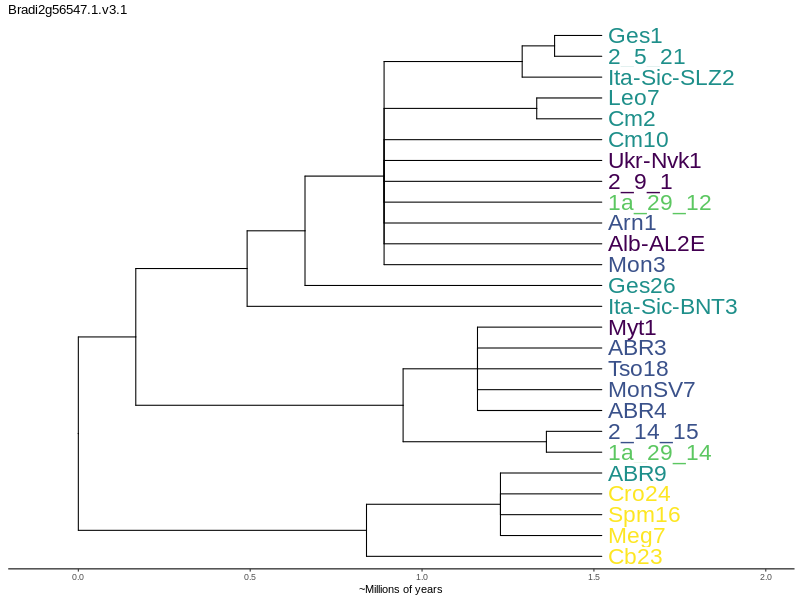 Bradi2g56547.1.v3.1
Ges1
2_5_21
Ita-Sic-SLZ2
Leo7
Cm2
Cm10
Ukr-Nvk1
2_9_1
1a_29_12
Arn1
Alb-AL2E
Mon3
Ges26
Ita-Sic-BNT3
Myt1
ABR3
Tso18
MonSV7
ABR4
2_14_15
1a_29_14
ABR9
Cro24
Spm16
Meg7
Cb23
0.0 0.5 1.0 1.5 2.0
~Millions of years